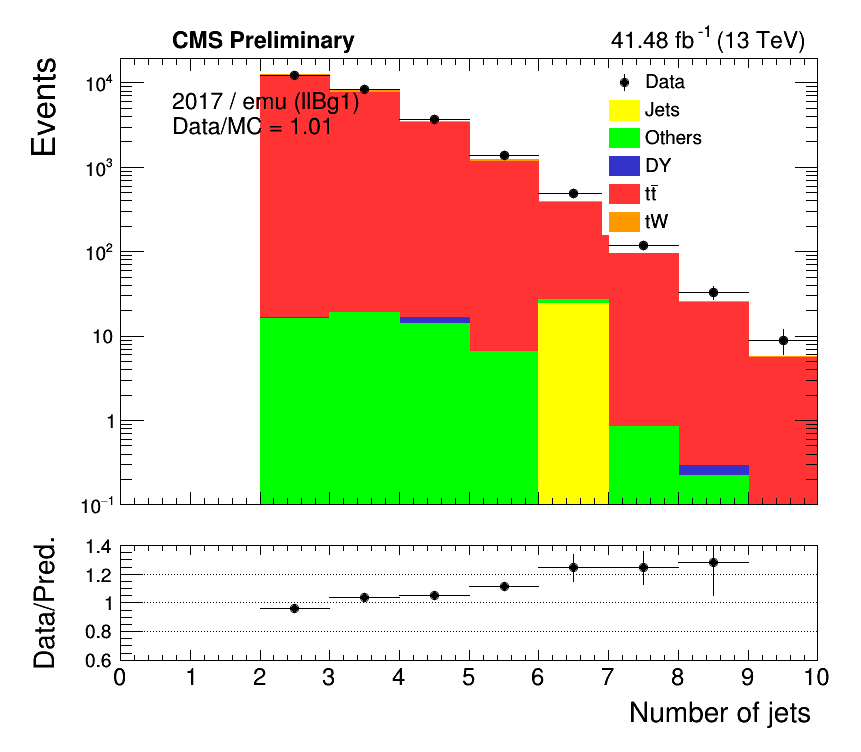 CMS Preliminary
41.48 fb⁻¹ (13 TeV)
Events
10⁴
10³
10²
10
1
10⁻¹
2017 / emu (llBg1)
Data/MC = 1.01
Data
Jets
Others
DY
tt̄
tW
Data/Pred.
1.4
1.2
1
0.8
0.6
0 1 2 3 4 5 6 7 8 9 10
Number of jets